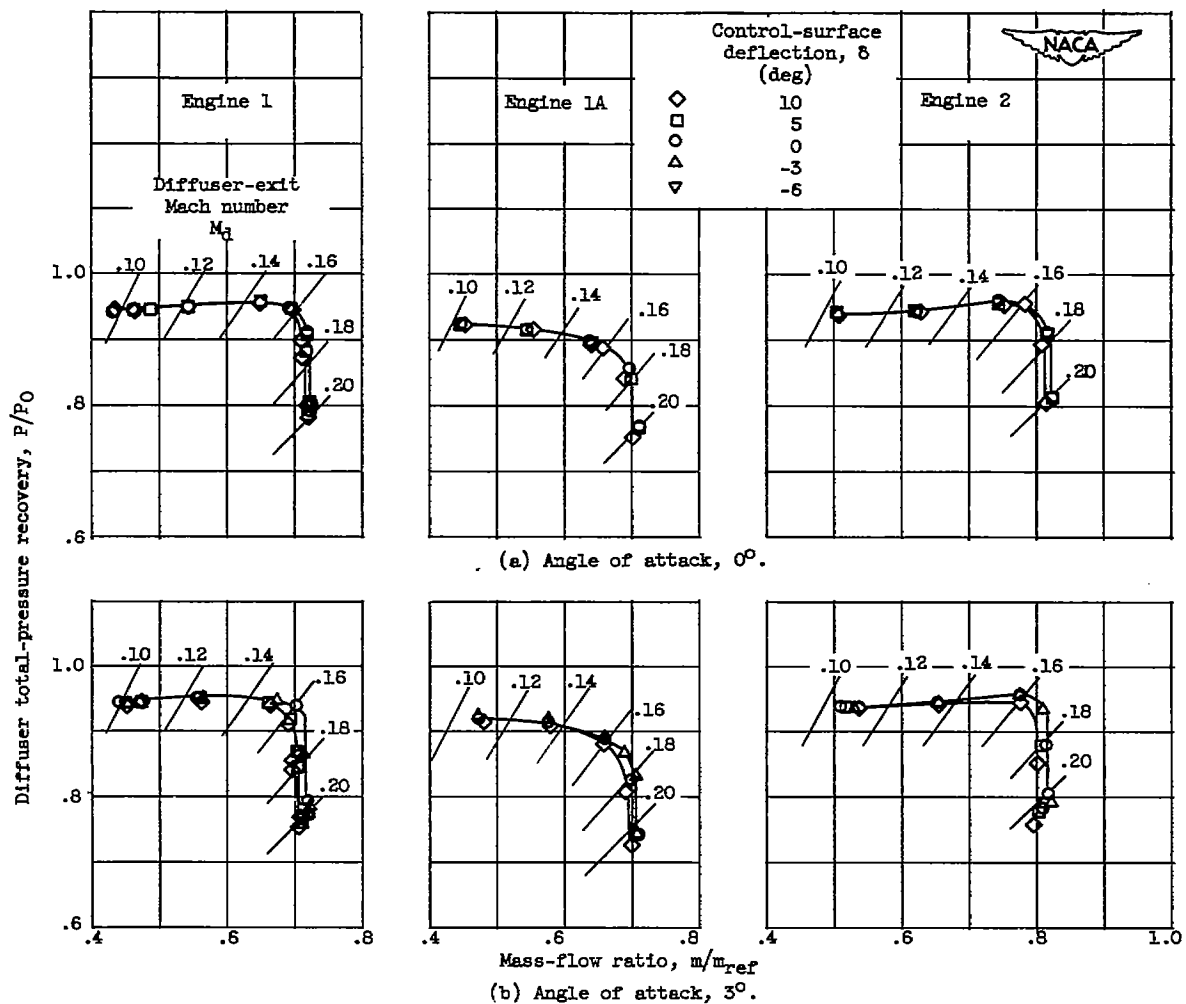 Control-surface
deflection, δ
(deg)
◇ 10
□ 5
○ 0
△ -3
▽ -6
NACA
Engine 1
Engine 1A
Engine 2
Diffuser-exit
Mach number
Md
Diffuser total-pressure recovery, P/P0
1.0
.8
.6
.10 .12 .14 .16 .18 .20
.10 .12 .14 .16 .18 .20
.10 .12 .14 .16 .18 .20
(a) Angle of attack, 0°.
1.0
.8
.6
.10 .12 .14 .16 .18 .20
.10 .12 .14 .16 .18 .20
.10 .12 .14 .16 .18 .20
.4 .6 .8
.4 .6
.4 .6 .8 1.0
Mass-flow ratio, m/mref
(b) Angle of attack, 3°.